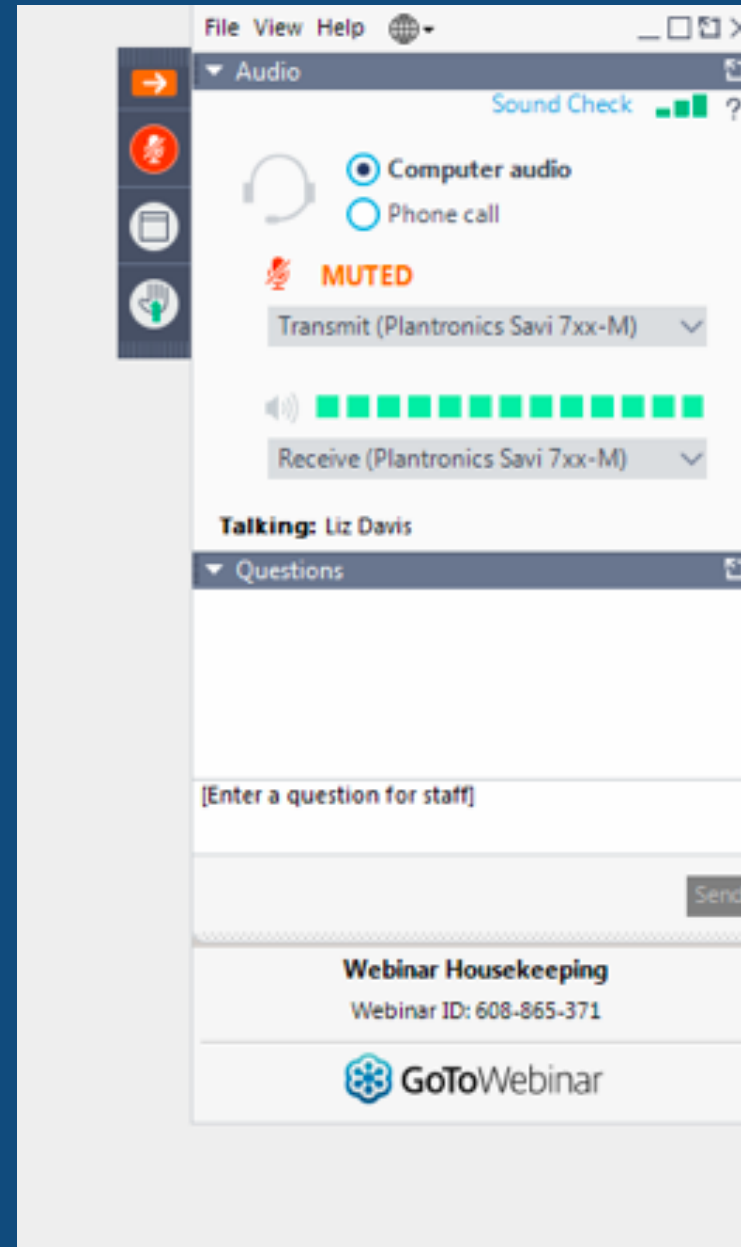 File View Help
Audio
Sound Check ?
Computer audio
Phone call
MUTED
Transmit (Plantronics Savi 7xx-M)
Receive (Plantronics Savi 7xx-M)
Talking: Liz Davis
Questions
[Enter a question for staff]
Send
Webinar Housekeeping
Webinar ID: 608-865-371
GoToWebinar